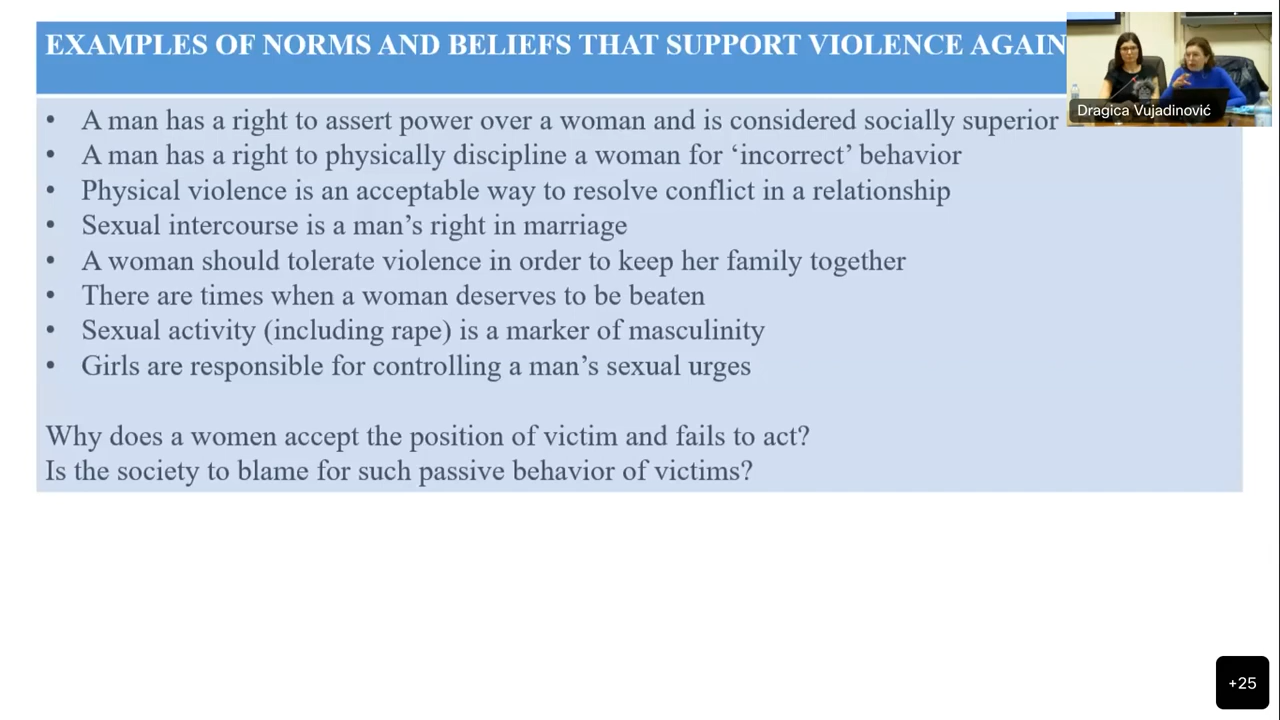 EXAMPLES OF NORMS AND BELIEFS THAT SUPPORT VIOLENCE AGAIN
Dragica Vujadinović
• A man has a right to assert power over a woman and is considered socially superior
• A man has a right to physically discipline a woman for ‘incorrect’ behavior
• Physical violence is an acceptable way to resolve conflict in a relationship
• Sexual intercourse is a man’s right in marriage
• A woman should tolerate violence in order to keep her family together
• There are times when a woman deserves to be beaten
• Sexual activity (including rape) is a marker of masculinity
• Girls are responsible for controlling a man’s sexual urges
Why does a women accept the position of victim and fails to act?
Is the society to blame for such passive behavior of victims?
+25